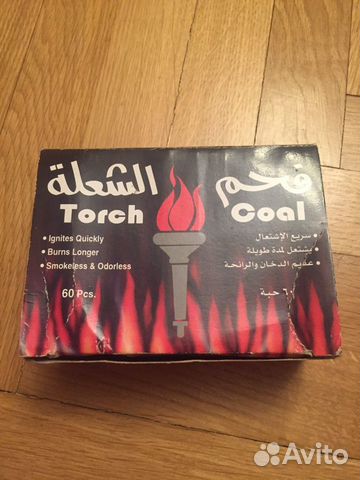 فحم الشعلة
Torch Coal
• Ignites Quickly
• Burns Longer
• Smokeless & Odorless
60 Pcs.
• سريع الإشتعال
• يشتعل لمدة طويلة
• عديم الدخان والرائحة
٦ حبة
Avito